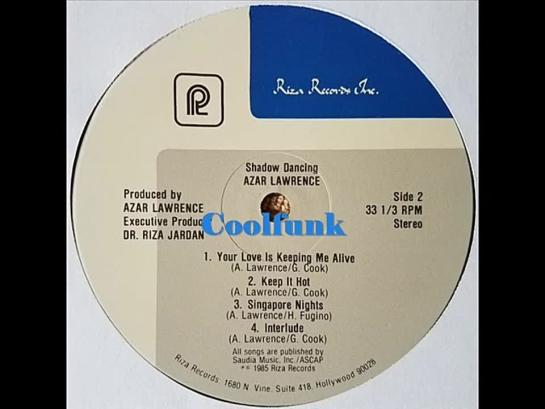 Riza Records Inc.
Shadow Dancing
AZAR LAWRENCE
Produced by
AZAR LAWRENCE
Executive Produc
DR. RIZA JARDAN
Side 2
33 1/3 RPM
Stereo
Coolfunk
1. Your Love Is Keeping Me Alive
(A. Lawrence/G. Cook)
2. Keep It Hot
(A. Lawrence/G. Cook)
3. Singapore Nights
(A. Lawrence/H. Fugino)
4. Interlude
(A. Lawrence/G. Cook)
All songs are published by
Saudia Music, Inc./ASCAP
℗ © 1985 Riza Records
Riza Records 1680 N. Vine, Suite 418, Hollywood 90028